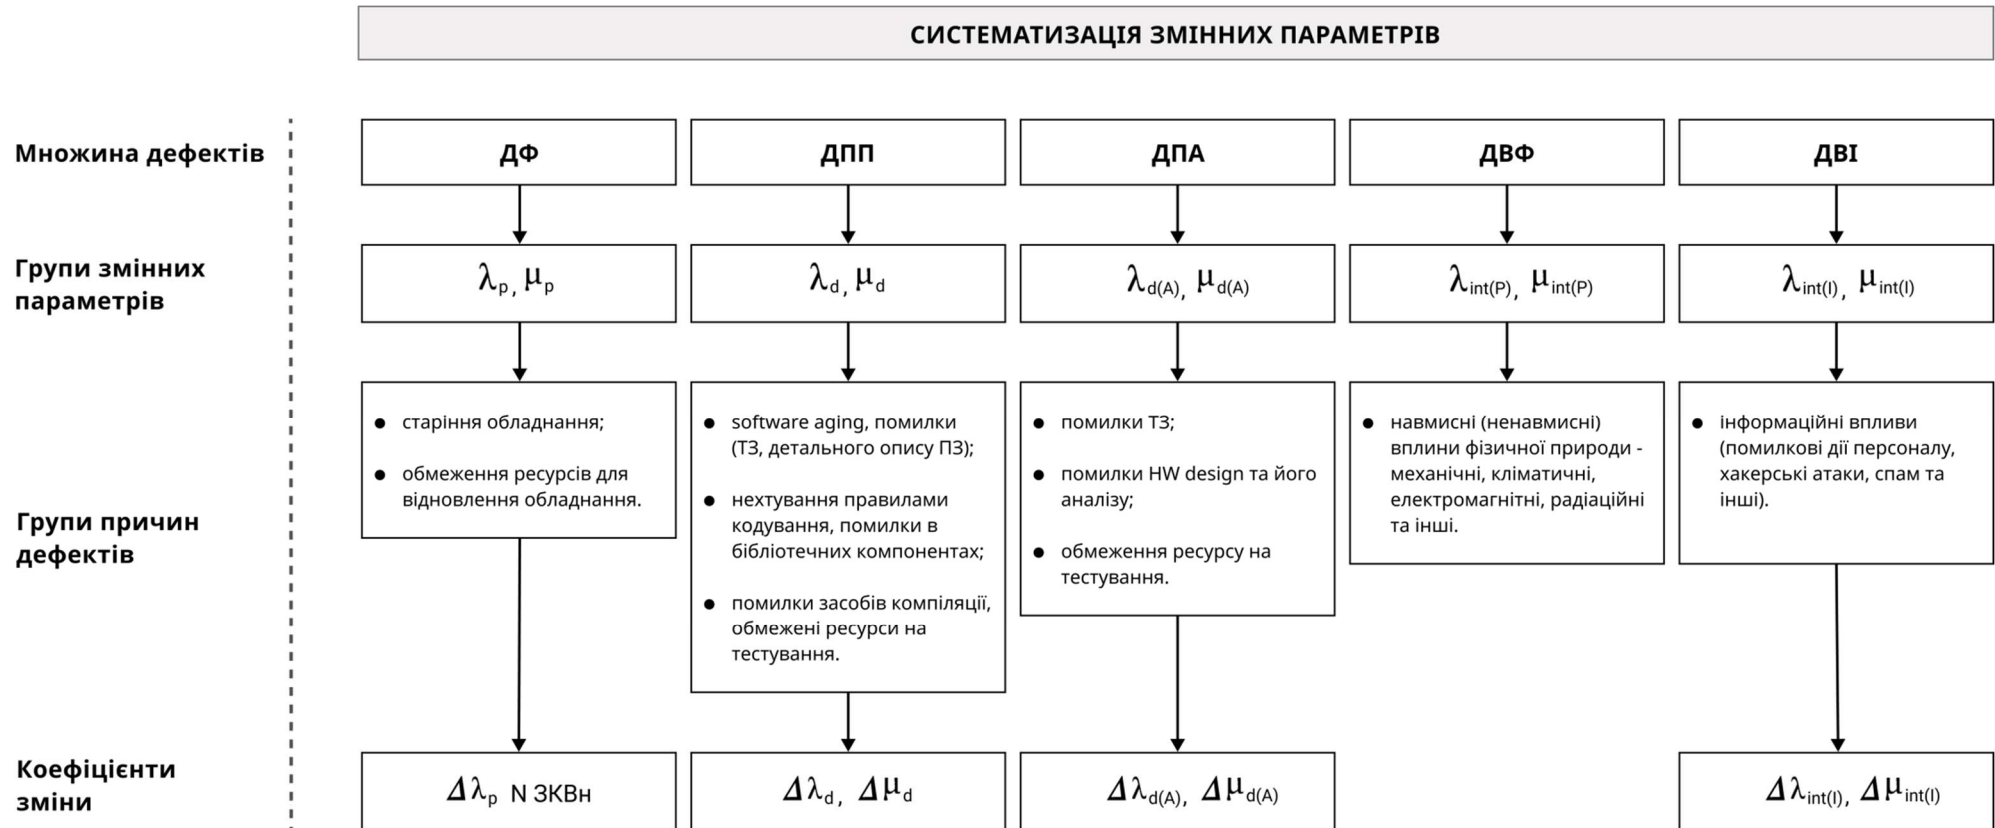 СИСТЕМАТИЗАЦІЯ ЗМІННИХ ПАРАМЕТРІВ
Множина дефектів
ДФ
ДПП
ДПА
ДВФ
ДВІ
Групи змінних
параметрів
λp, μp
λd, μd
λd(A), μd(A)
λint(P), μint(P)
λint(I), μint(I)
Групи причин
дефектів
● старіння обладнання;
● обмеження ресурсів для
відновлення обладнання.
● software aging, помилки
(ТЗ, детального опису ПЗ);
● нехтування правилами
кодування, помилки в
бібліотечних компонентах;
● помилки засобів компіляції,
обмежені ресурси на
тестування.
● помилки ТЗ;
● помилки HW design та його
аналізу;
● обмеження ресурсу на
тестування.
● навмисні (ненавмисні)
вплини фізичної природи -
механічні, кліматичні,
електромагнітні, радіаційні
та інші.
● інформаційні впливи
(помилкові дії персоналу,
хакерські атаки, спам та
інші).
Коефіцієнти
зміни
Δλp N ЗКВн
Δλd, Δμd
Δλd(A), Δμd(A)
Δλint(I), Δμint(I)